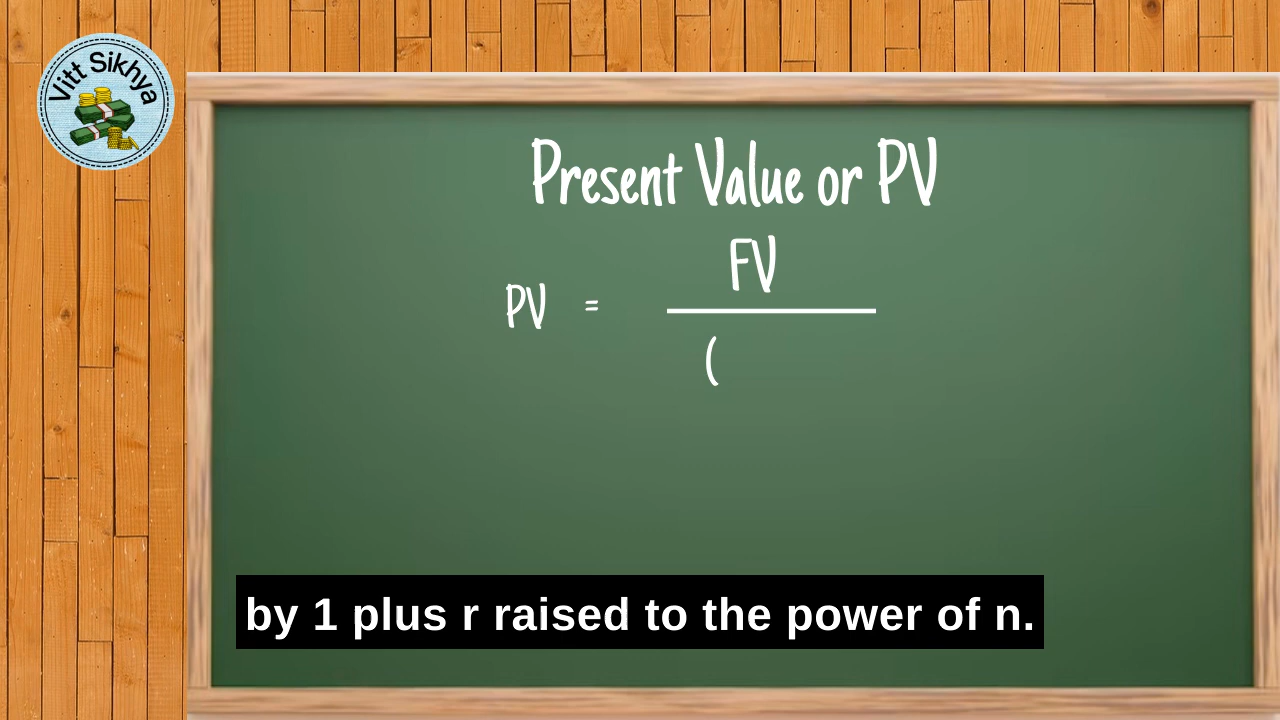 Vitt Sikhya
Present Value or PV
FV
PV =
(
by 1 plus r raised to the power of n.